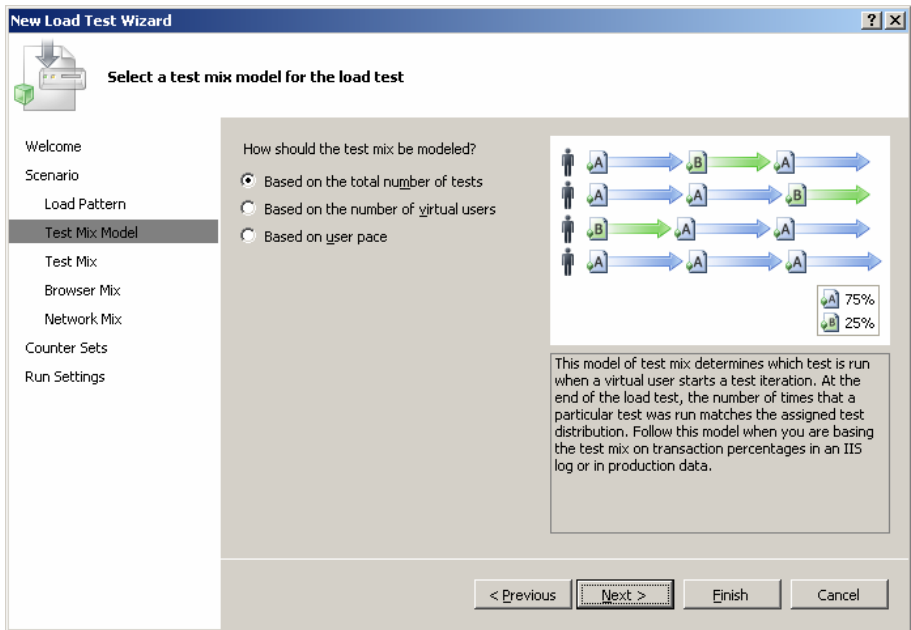 New Load Test Wizard
Select a test mix model for the load test
Welcome
Scenario
Load Pattern
Test Mix Model
Test Mix
Browser Mix
Network Mix
Counter Sets
Run Settings
How should the test mix be modeled?
Based on the total number of tests
Based on the number of virtual users
Based on user pace
A B A
A A B
B A A
A A A
A 75%
B 25%
This model of test mix determines which test is run
when a virtual user starts a test iteration. At the
end of the load test, the number of times that a
particular test was run matches the assigned test
distribution. Follow this model when you are basing
the test mix on transaction percentages in an IIS
log or in production data.
< Previous
Next >
Finish
Cancel